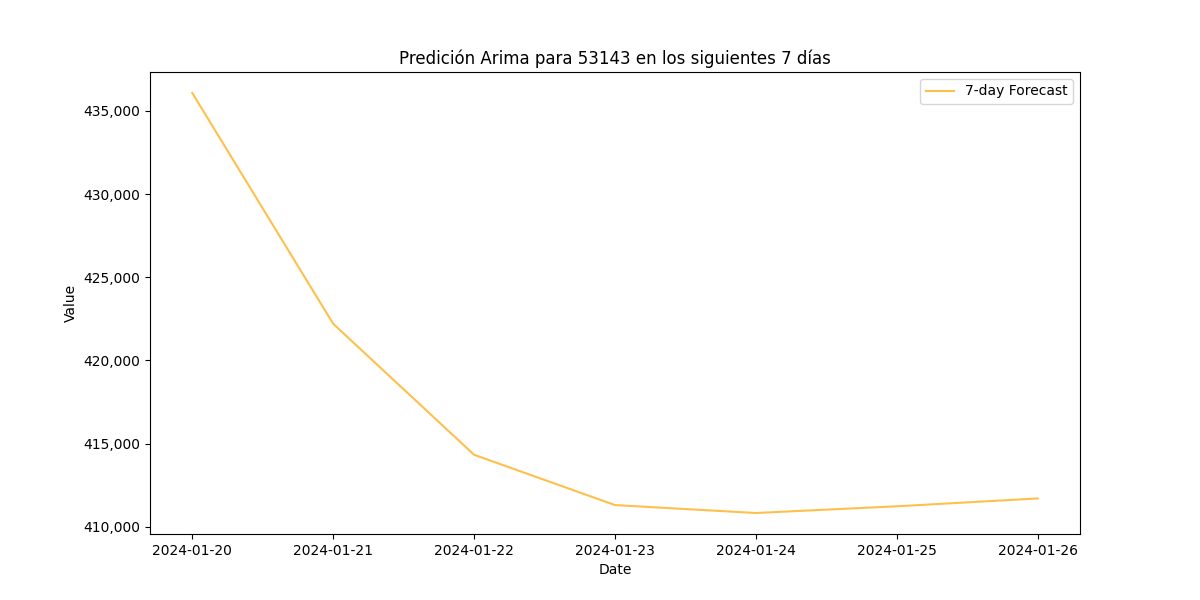 Predición Arima para 53143 en los siguientes 7 días
7-day Forecast
Value
435,000
430,000
425,000
420,000
415,000
410,000
2024-01-20 2024-01-21 2024-01-22 2024-01-23 2024-01-24 2024-01-25 2024-01-26
Date